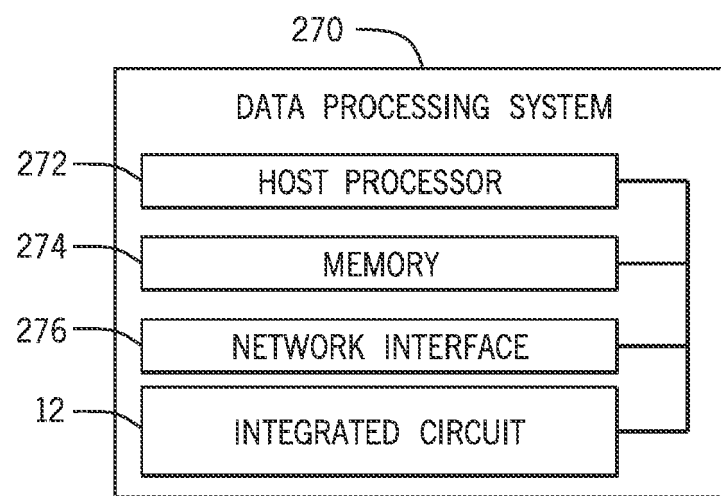 270
DATA PROCESSING SYSTEM
272
HOST PROCESSOR
274
MEMORY
276
NETWORK INTERFACE
12
INTEGRATED CIRCUIT